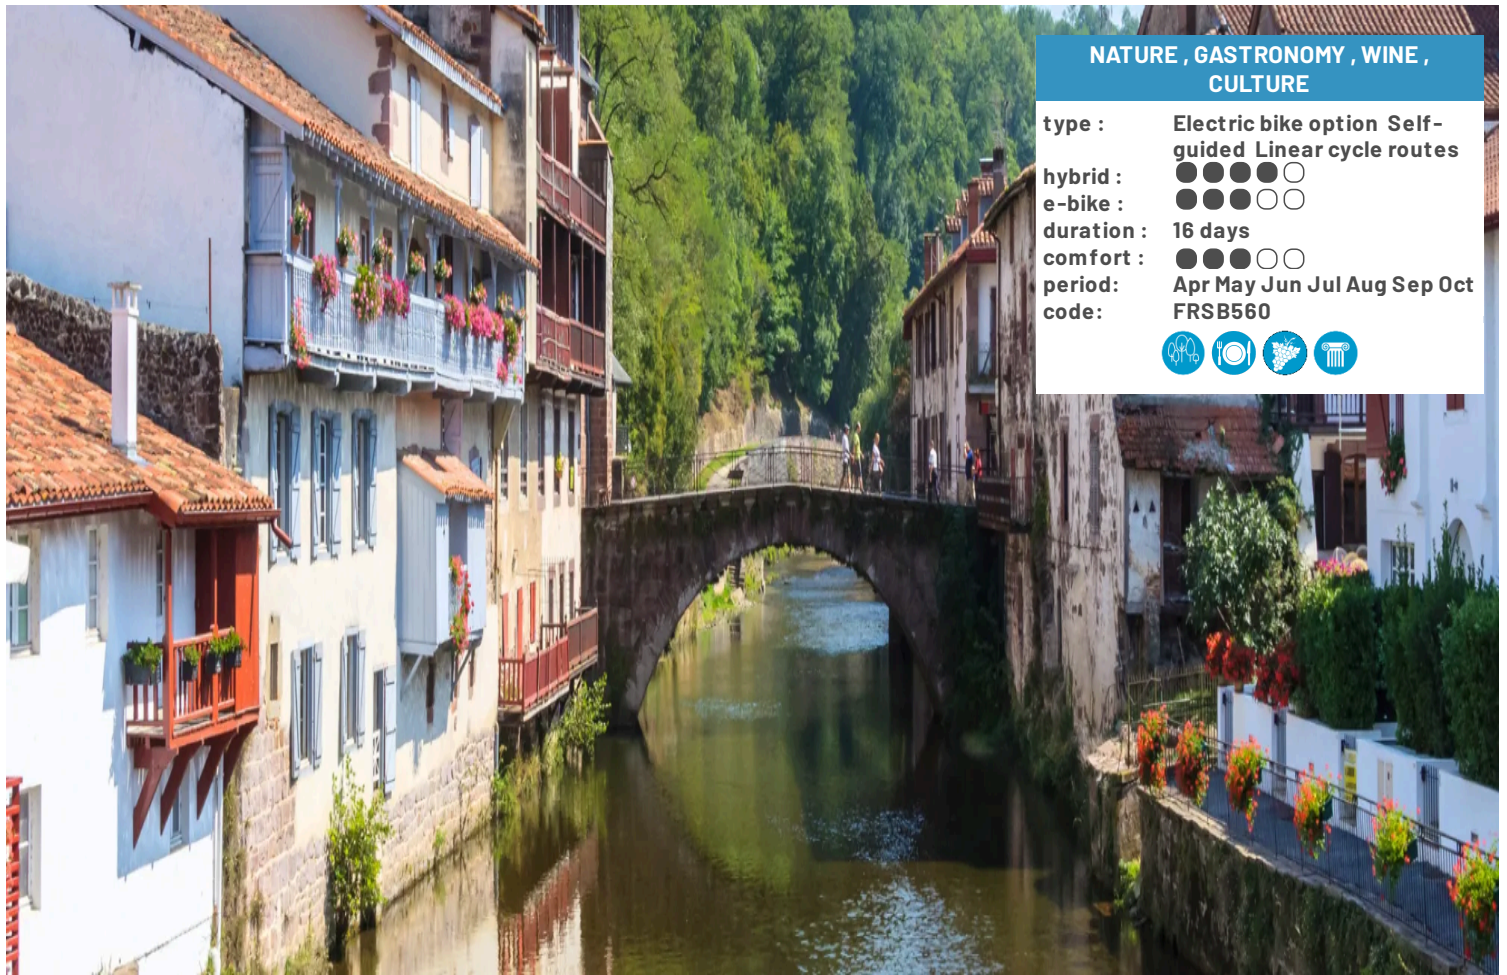 NATURE , GASTRONOMY , WINE ,
CULTURE
type : Electric bike option Self-
guided Linear cycle routes
hybrid :
e-bike :
duration : 16 days
comfort :
period: Apr May Jun Jul Aug Sep Oct
code: FRSB560